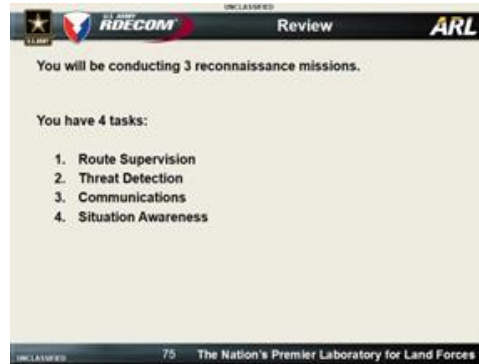 UNCLASSIFIED
U.S. ARMY
RDECOM
Review
ARL
U.S. ARMY
You will be conducting 3 reconnaissance missions.
You have 4 tasks:
1. Route Supervision
2. Threat Detection
3. Communications
4. Situation Awareness
UNCLASSIFIED
75
The Nation's Premier Laboratory for Land Forces